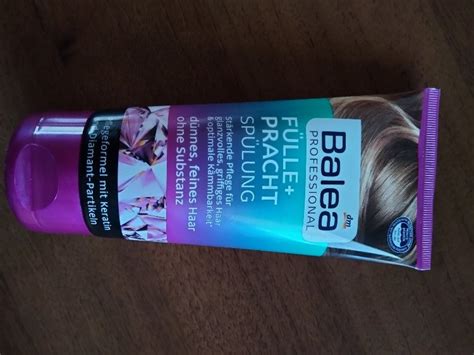 dm
Balea
PROFESSIONAL
FÜLLE+
PRACHT
SPÜLUNG
Stärkende Pflege für
glanzvolles, griffiges Haar
& optimale Kämmbarkeit
dünnes, feines Haar
ohne Substanz
Pflegeformel mit Keratin
Diamant-Partikeln